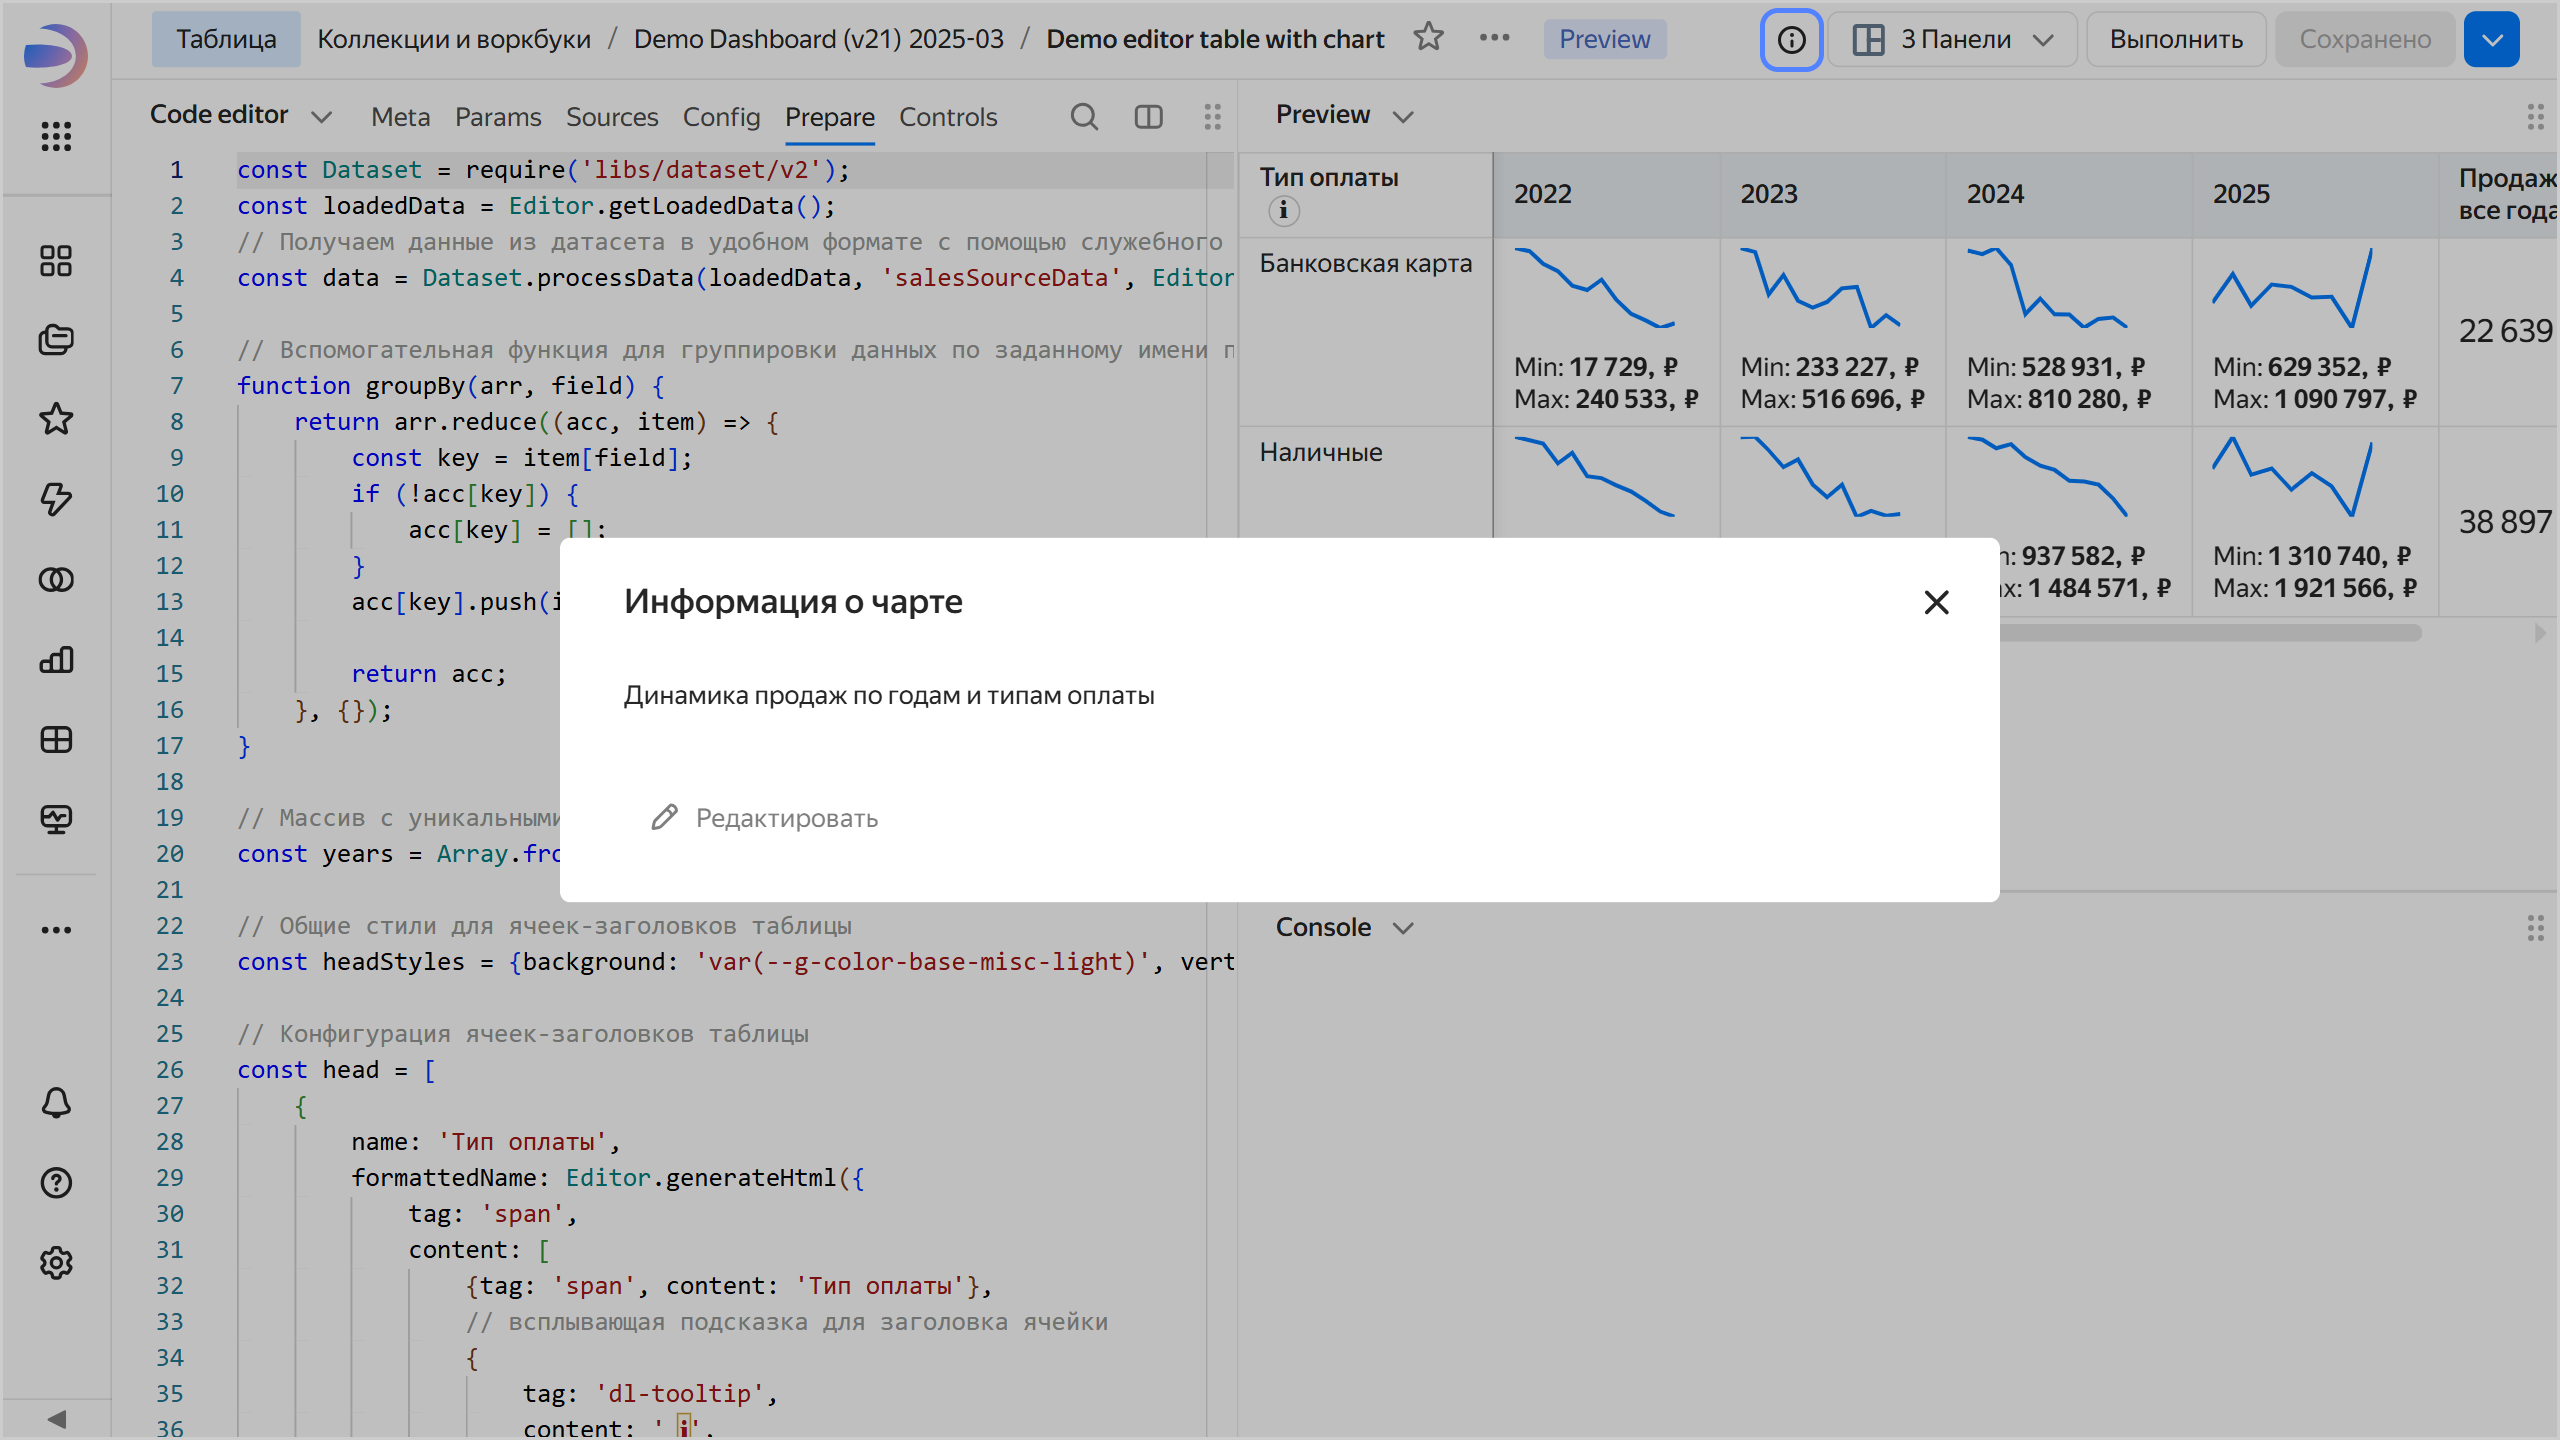 Таблица Коллекции и воркбуки / Demo Dashboard (v21) 2025-03 / Demo editor table with chart Preview 3 Панели Выполнить Сохранено
Code editor Meta Params Sources Config Prepare Controls
1 const Dataset = require('libs/dataset/v2');
2 const loadedData = Editor.getLoadedData();
3 // Получаем данные из датасета в удобном формате с помощью служебного
4 const data = Dataset.processData(loadedData, 'salesSourceData', Editor
5
6 // Вспомогательная функция для группировки данных по заданному имени п
7 function groupBy(arr, field) {
8 return arr.reduce((acc, item) => {
9 const key = item[field];
10 if (!acc[key]) {
11 acc[key] = [];
12 }
13 acc[key].push(i
14
15 return acc;
16 }, {});
17 }
18
19 // Массив с уникальными
20 const years = Array.fro
21
22 // Общие стили для ячеек-заголовков таблицы
23 const headStyles = {background: 'var(--g-color-base-misc-light)', vert
24
25 // Конфигурация ячеек-заголовков таблицы
26 const head = [
27 {
28 name: 'Тип оплаты',
29 formattedName: Editor.generateHtml({
30 tag: 'span',
31 content: [
32 {tag: 'span', content: 'Тип оплаты'},
33 // всплывающая подсказка для заголовка ячейки
34 {
35 tag: 'dl-tooltip',
36 content: ' i',
Preview
Тип оплаты i 2022 2023 2024 2025 Продаж
все года
Банковская карта
Min: 17 729, ₽ Min: 233 227, ₽ Min: 528 931, ₽ Min: 629 352, ₽ 22 639
Max: 240 533, ₽ Max: 516 696, ₽ Max: 810 280, ₽ Max: 1 090 797, ₽
Наличные
n: 937 582, ₽ Min: 1 310 740, ₽ 38 897
x: 1 484 571, ₽ Max: 1 921 566, ₽
Информация о чарте
Динамика продаж по годам и типам оплаты
Редактировать
Console